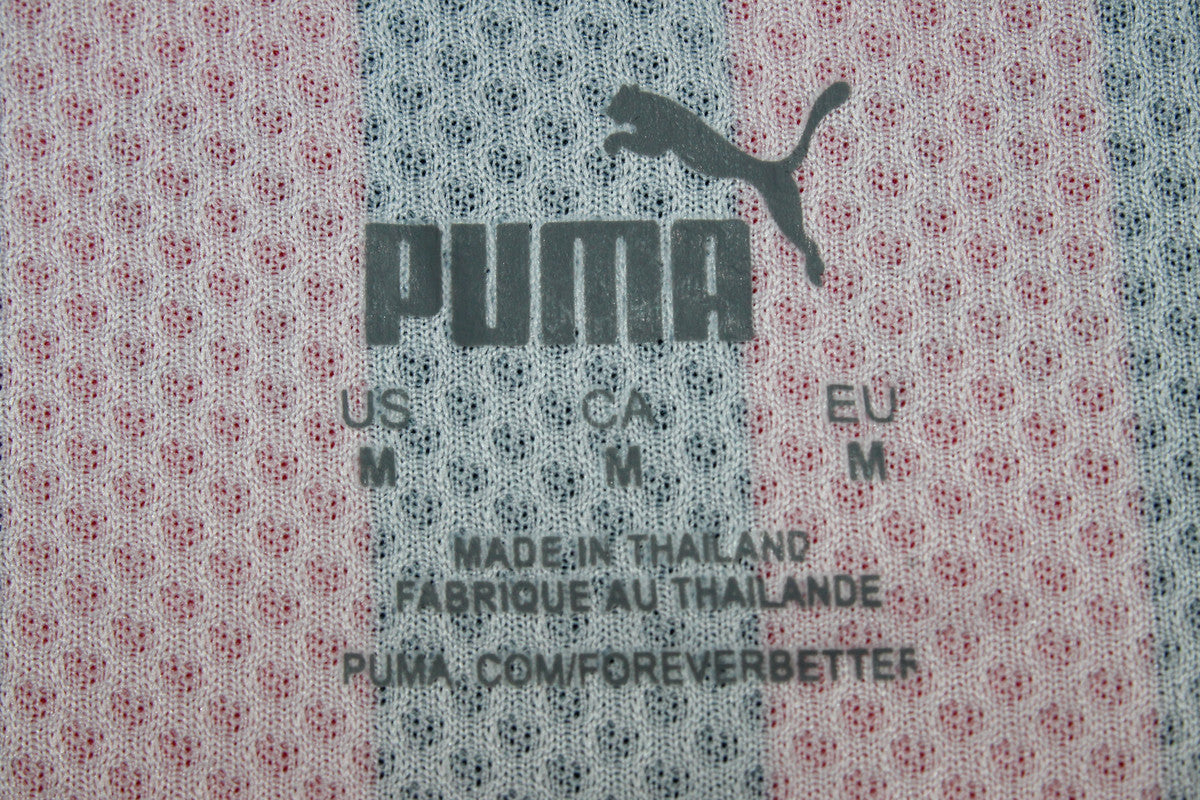 PUMA
US CA EU
M M M
MADE IN THAILAND
FABRIQUE AU THAILANDE
PUMA. COM/FOREVERBETTER